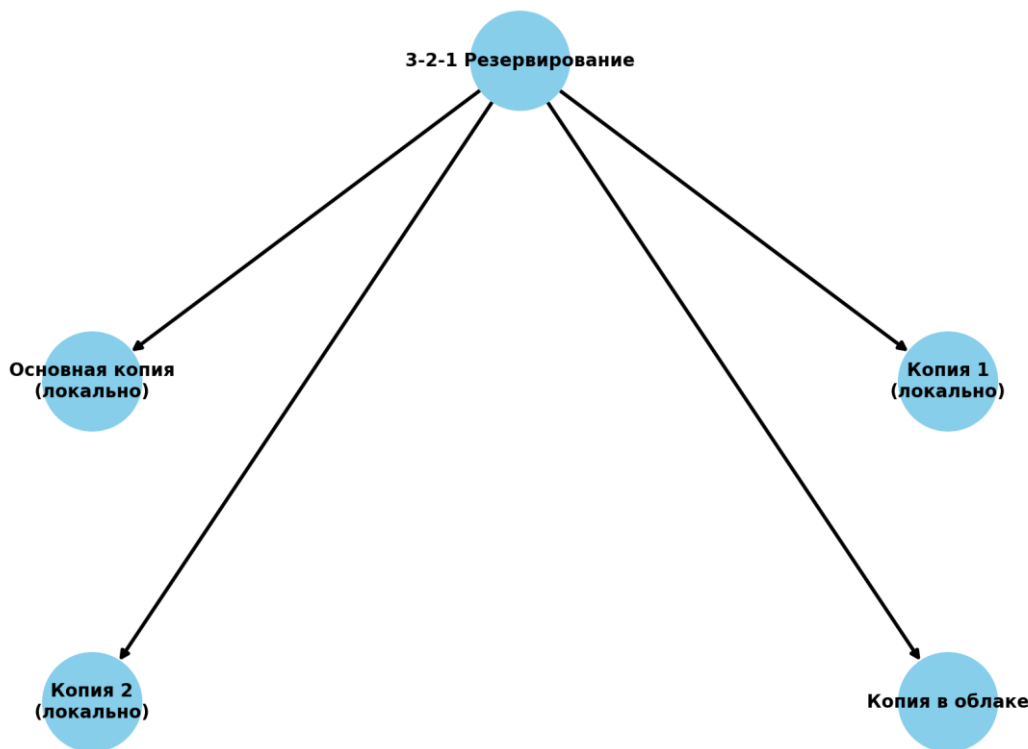 3-2-1 Резервирование
Основная копия
(локально)
Копия 1
(локально)
Копия 2
(локально)
Копия в облаке